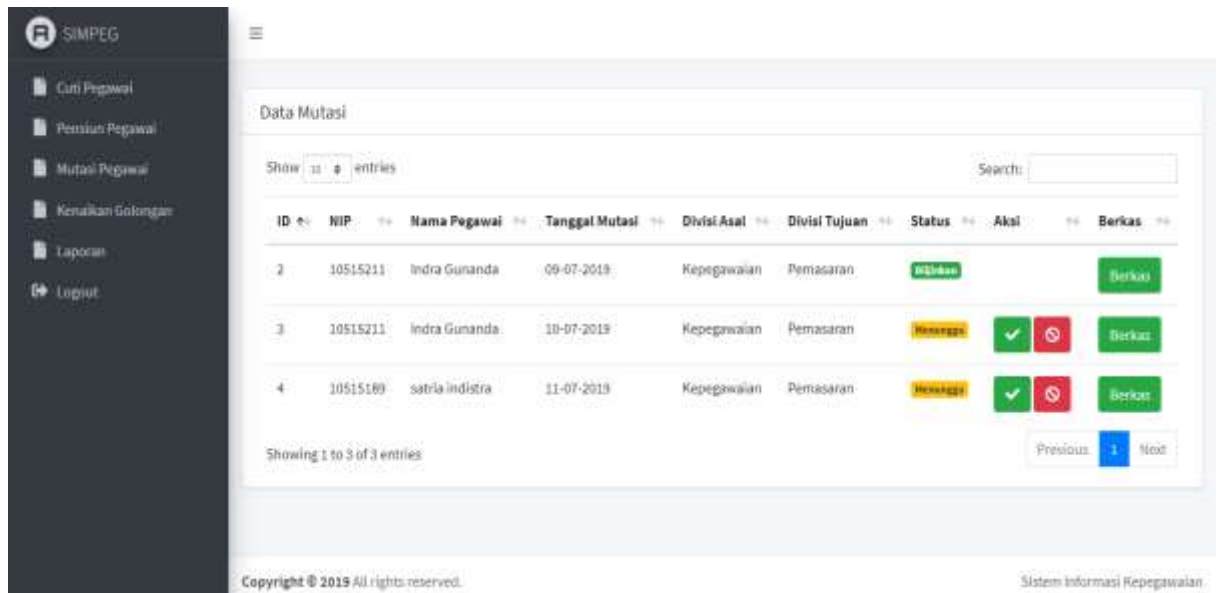 SIMPEG
Cuti Pegawai
Pensiun Pegawai
Mutasi Pegawai
Kenaikan Golongan
Laporan
Logout
Data Mutasi
Show 10 entries
Search:
ID NIP Nama Pegawai Tanggal Mutasi Divisi Asal Divisi Tujuan Status Aksi Berkas
2 10515211 Indra Gunanda 09-07-2019 Kepegawaian Pemasaran Diijinkan Berkas
3 10515211 Indra Gunanda 10-07-2019 Kepegawaian Pemasaran Menunggu Berkas
4 10515189 satria indistra 11-07-2019 Kepegawaian Pemasaran Menunggu Berkas
Showing 1 to 3 of 3 entries
Previous 1 Next
Copyright © 2019 All rights reserved.
Sistem Informasi Kepegawaian